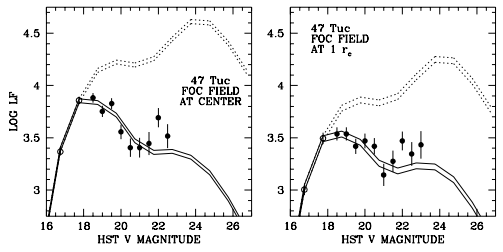 4.5
4
3.5
3
LOG LF
47 Tuc
FOC FIELD
AT CENTER
16 18 20 22 24 26
HST V MAGNITUDE
4.5
4
3.5
3
47 Tuc
FOC FIELD
AT 1 rc
16 18 20 22 24 26
HST V MAGNITUDE